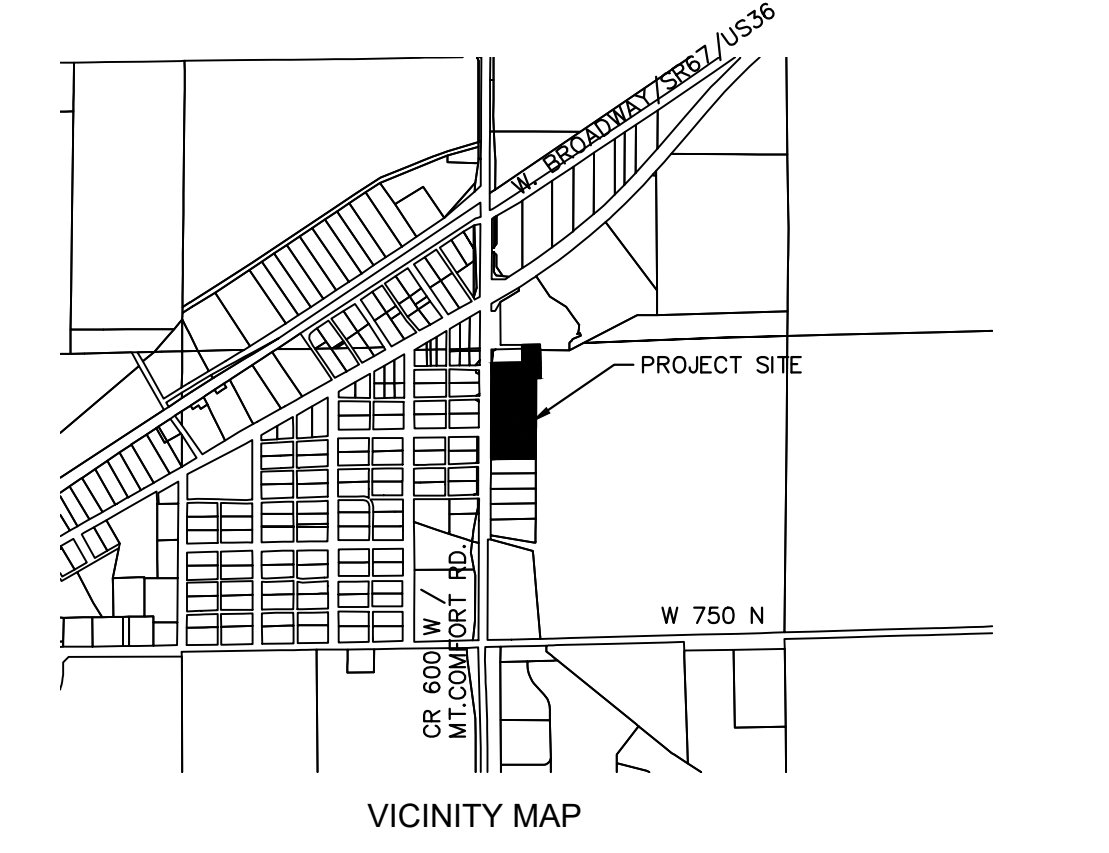 W. BROADWAY/SR67/US36
PROJECT SITE
W 750 N
CR 600 W /
MT.COMFORT RD.
VICINITY MAP